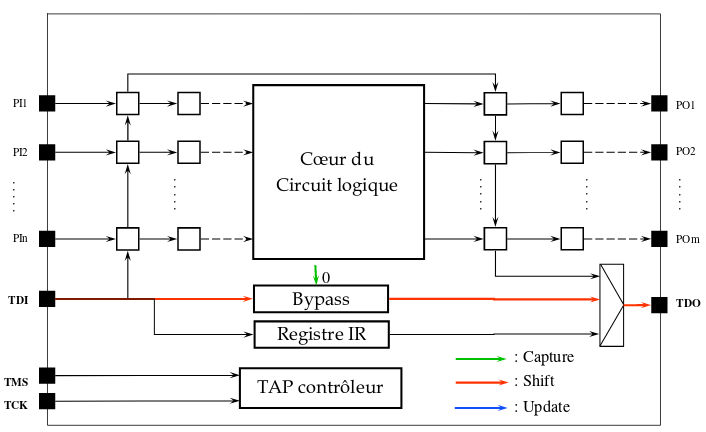 PI1
PO1
PI2
PO2
Cœur du
Circuit logique
PIn
POm
0
TDI
Bypass
TDO
Registre IR
: Capture
TMS
TAP contrôleur
: Shift
TCK
: Update